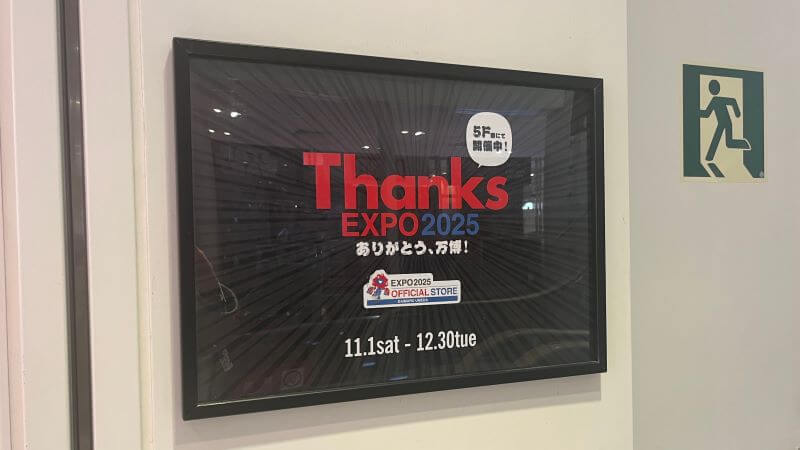 5F催にて
開催中!
Thanks
EXPO2025
ありがとう、万博!
EXPO2025
OFFICIAL STORE
11.1sat - 12.30tue